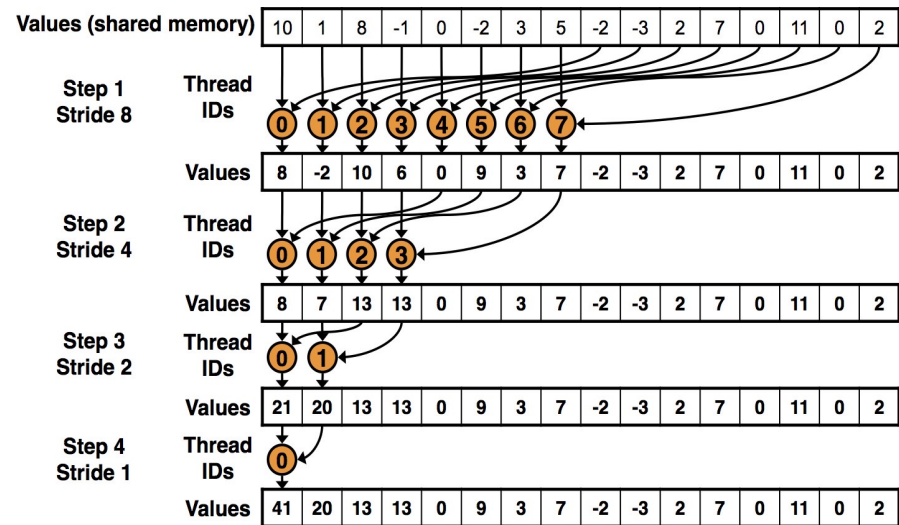 Values (shared memory) 10 1 8 -1 0 -2 3 5 -2 -3 2 7 0 11 0 2
Step 1 Thread
Stride 8 IDs
0 1 2 3 4 5 6 7
Values 8 -2 10 6 0 9 3 7 -2 -3 2 7 0 11 0 2
Step 2 Thread
Stride 4 IDs
0 1 2 3
Values 8 7 13 13 0 9 3 7 -2 -3 2 7 0 11 0 2
Step 3 Thread
Stride 2 IDs
0 1
Values 21 20 13 13 0 9 3 7 -2 -3 2 7 0 11 0 2
Step 4 Thread
Stride 1 IDs
0
Values 41 20 13 13 0 9 3 7 -2 -3 2 7 0 11 0 2